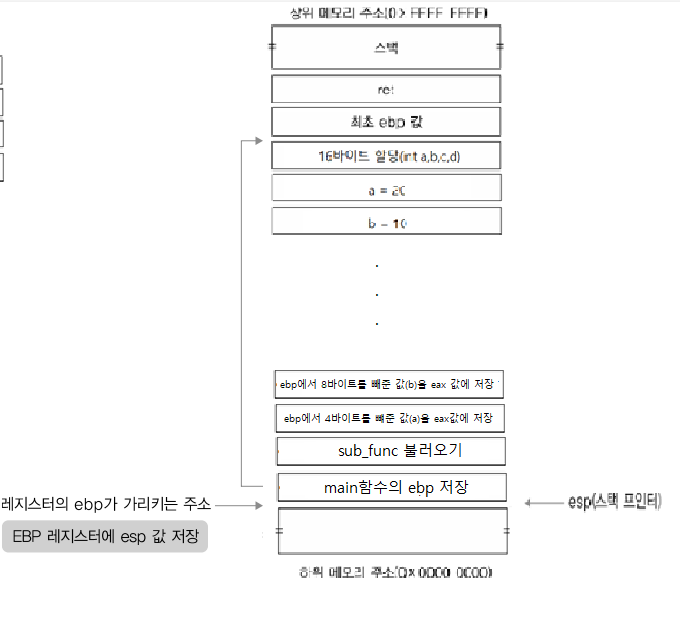 상위 메모리 주소(0x FFFF FFFF)
스택
ret
최초 ebp 값
16바이트 할당(int a,b,c,d)
a = 20
b = 10
.
.
.
ebp에서 8바이트를 빼준 값(b)을 eax 값에 저장
ebp에서 4바이트를 빼준 값(a)을 eax값에 저장
sub_func 불러오기
main함수의 ebp 저장
레지스터의 ebp가 가리키는 주소
esp(스택 포인터)
EBP 레지스터에 esp 값 저장
하위 메모리 주소(0x 0000 0000)